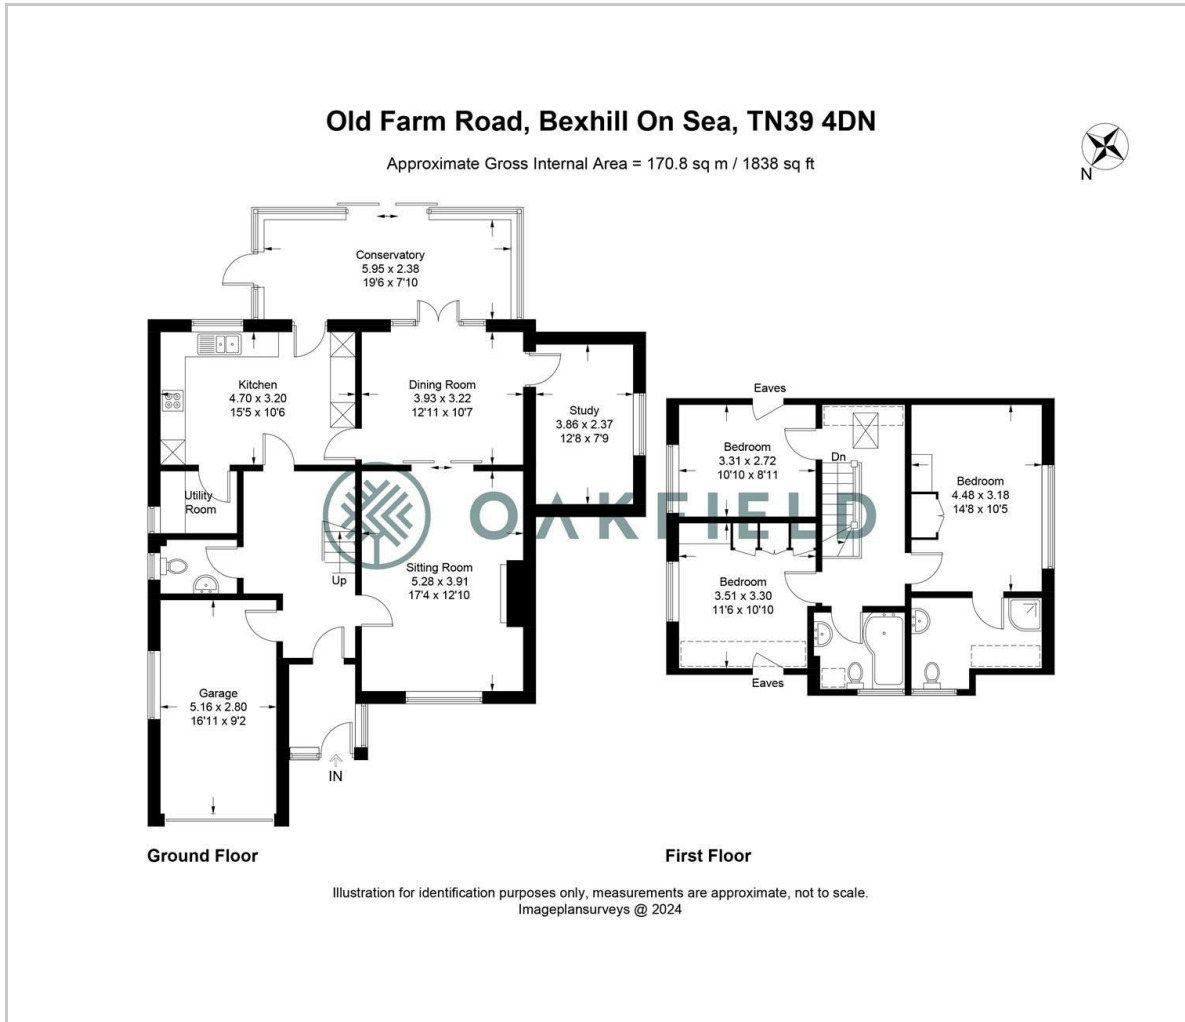 Old Farm Road, Bexhill On Sea, TN39 4DN
Approximate Gross Internal Area = 170.8 sq m / 1838 sq ft
N
Conservatory
5.95 x 2.38
19'6 x 7'10
Kitchen
4.70 x 3.20
15'5 x 10'6
Dining Room
3.93 x 3.22
12'11 x 10'7
Study
3.86 x 2.37
12'8 x 7'9
Utility
Room
Up
Sitting Room
5.28 x 3.91
17'4 x 12'10
Garage
5.16 x 2.80
16'11 x 9'2
IN
Eaves
Bedroom
3.31 x 2.72
10'10 x 8'11
Dn
Bedroom
4.48 x 3.18
14'8 x 10'5
Bedroom
3.51 x 3.30
11'6 x 10'10
Eaves
OAKFIELD
Ground Floor
First Floor
Illustration for identification purposes only, measurements are approximate, not to scale.
Imageplansurveys @ 2024